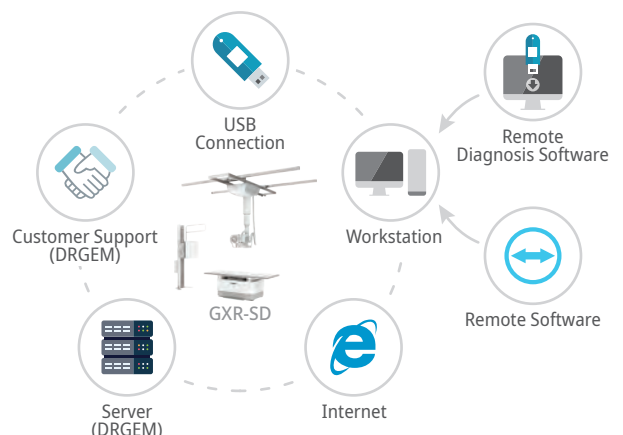 USB
Connection
Remote
Diagnosis Software
Customer Support
(DRGEM)
Workstation
GXR-SD
Remote Software
Server
(DRGEM)
Internet